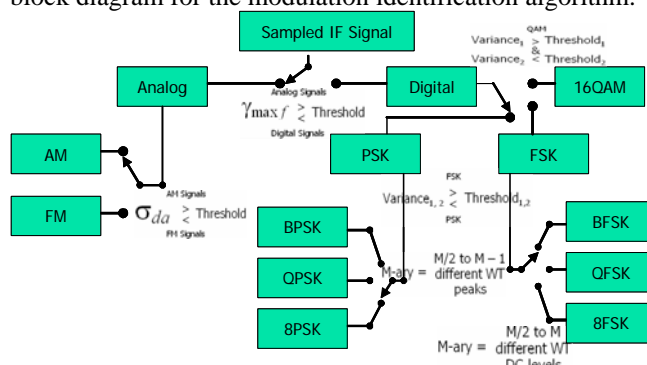 block diagram for the modulation identification algorithm.
Sampled IF Signal
QAM
Variance₁ > Threshold₁
&
Variance₂ < Threshold₂
Analog
Digital
16QAM
Analog Signals
γmax f > < Threshold
Digital Signals
AM
PSK
FSK
AM Signals
FM
σda > < Threshold
FM Signals
FSK
Variance₁,₂ > < Threshold₁,₂
PSK
BPSK
BFSK
M-ary = M/2 to M – 1
different WT
peaks
QPSK
QFSK
8PSK
8FSK
M/2 to M
M-ary = different WT
DC levels